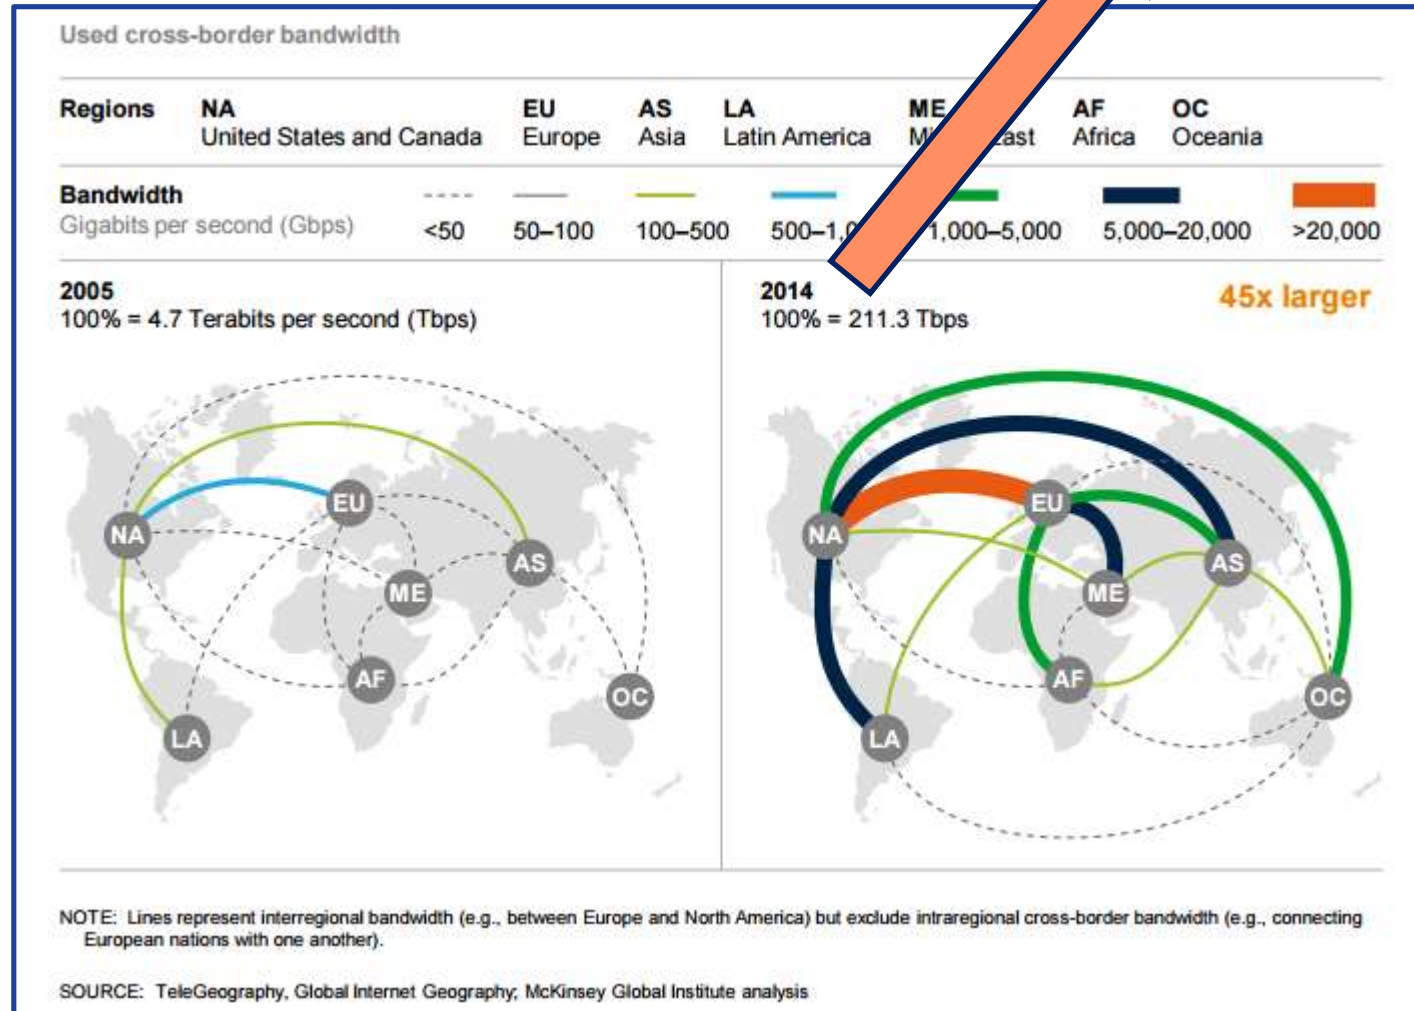 Used cross-border bandwidth
Regions NA EU AS LA ME AF OC
United States and Canada Europe Asia Latin America Africa Oceania
Bandwidth
Gigabits per second (Gbps) <50 50–100 100–500 1,000–5,000 5,000–20,000 >20,000
2005
100% = 4.7 Terabits per second (Tbps)
2014
100% = 211.3 Tbps
45x larger
NA EU AS ME AF LA OC
NA EU AS ME AF LA OC
NOTE: Lines represent interregional bandwidth (e.g., between Europe and North America) but exclude intraregional cross-border bandwidth (e.g., connecting
European nations with one another).
SOURCE: TeleGeography, Global Internet Geography; McKinsey Global Institute analysis